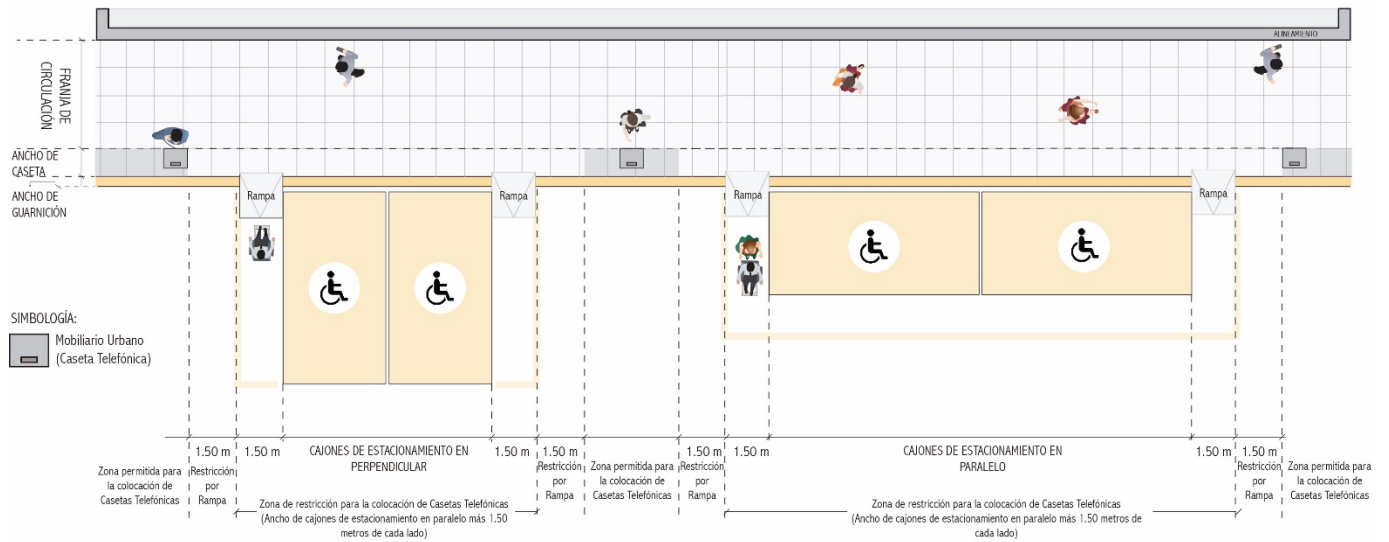 ALINEAMIENTO
FRANJA DE
CIRCULACIÓN
ANCHO DE
CASETA
ANCHO DE
GUARNICIÓN
Rampa
Rampa
Rampa
Rampa
SIMBOLOGÍA:
Mobiliario Urbano
(Caseta Telefónica)
1.50 m
1.50 m
CAJONES DE ESTACIONAMIENTO EN
PERPENDICULAR
1.50 m
1.50 m
1.50 m
1.50 m
CAJONES DE ESTACIONAMIENTO EN
PARALELO
1.50 m
1.50 m
Zona permitida para
la colocación de
Casetas Telefónicas
Restricción
por
Rampa
Zona de restricción para la colocación de Casetas Telefónicas
(Ancho de cajones de estacionamiento en paralelo más 1.50
metros de cada lado)
Restricción
por
Rampa
Zona permitida para
la colocación de
Casetas Telefónicas
Restricción
por
Rampa
Zona de restricción para la colocación de Casetas Telefónicas
(Ancho de cajones de estacionamiento en paralelo más 1.50 metros de
cada lado)
Restricción
por
Rampa
Zona permitida para
la colocación de
Casetas Telefónicas